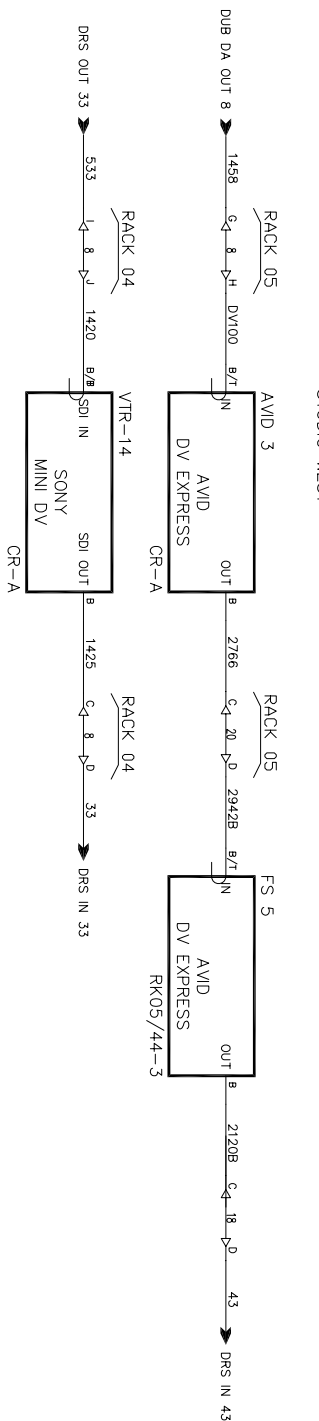 RACK 05
AVID 3
RACK 05
FS 5
DUB DA OUT 8
1458
G
8
H
DV100
B/T
IN
AVID
DV EXPRESS
OUT
CR-A
B
2766
C
20
D
2942B
B/T
IN
AVID
DV EXPRESS
OUT
RK05/44-3
B
2120B
C
18
D
43
DRS IN 43
RACK 04
VTR-14
RACK 04
DRS OUT 33
533
I
8
J
1420
SDI IN
SONY
MINI DV
SDI OUT
CR-A
B
1425
C
8
D
33
DRS IN 33